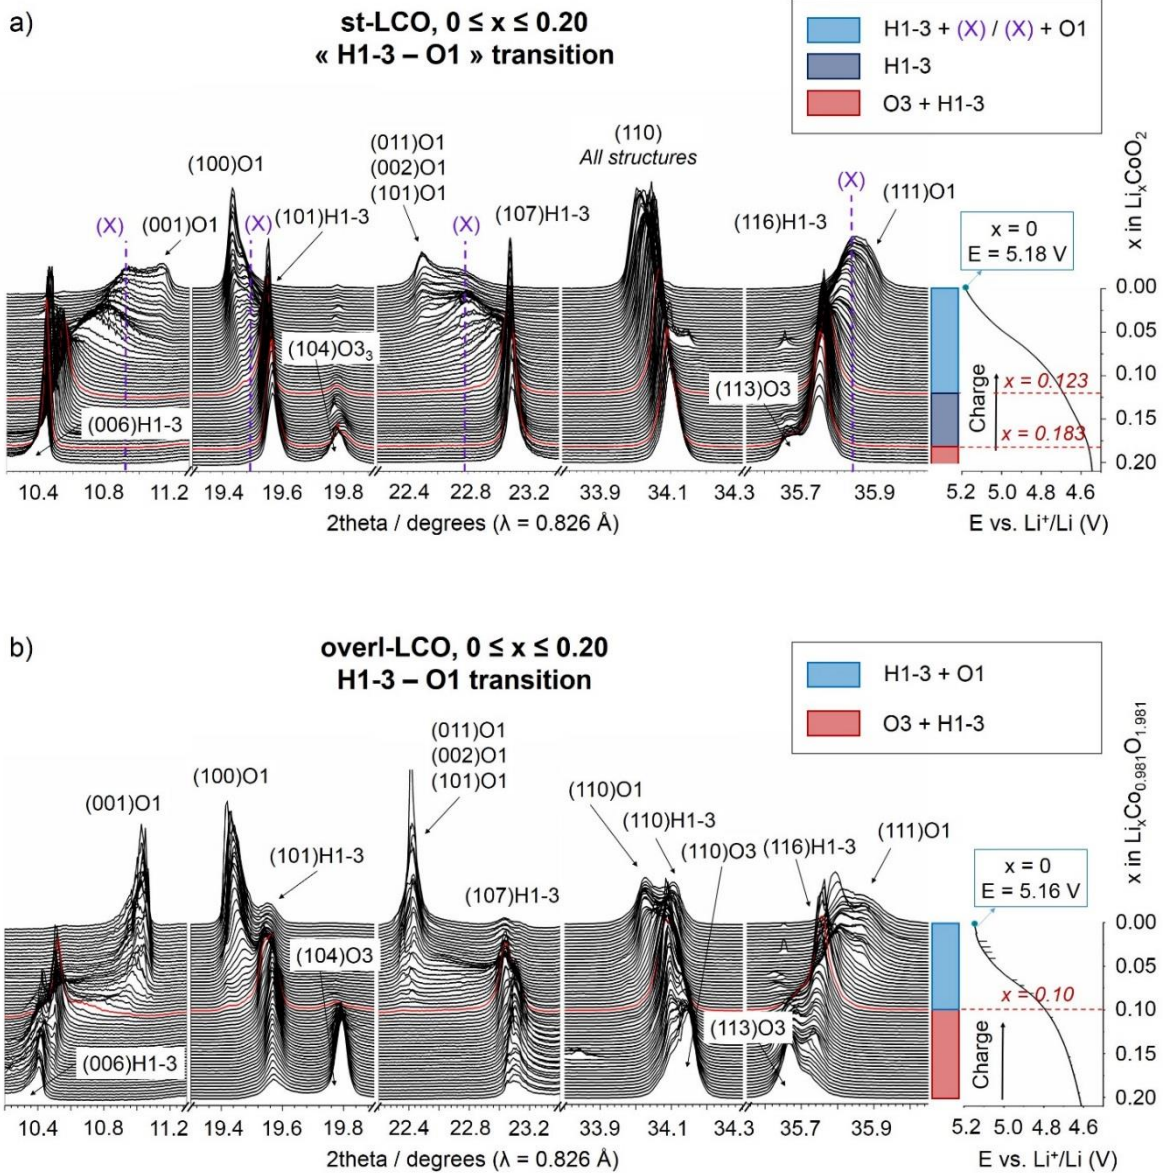 a)
st-LCO, 0 ≤ x ≤ 0.20
« H1-3 – O1 » transition
H1-3 + (X) / (X) + O1
H1-3
O3 + H1-3
(100)O1
(X)
(001)O1
(X)
(101)H1-3
(104)O3₃
(006)H1-3
(011)O1
(002)O1
(101)O1
(X)
(107)H1-3
(110)
All structures
(X)
(116)H1-3
(111)O1
(113)O3
x = 0
E = 5.18 V
x in LiₓCoO₂
0.00
0.05
0.10
0.15
0.20
x = 0.123
x = 0.183
Charge
10.4 10.8 11.2 19.4 19.6 19.8 22.4 22.8 23.2 33.9 34.1 34.3 35.7 35.9 5.2 5.0 4.8 4.6
2theta / degrees (λ = 0.826 Å)
E vs. Li⁺/Li (V)
b)
overl-LCO, 0 ≤ x ≤ 0.20
H1-3 – O1 transition
H1-3 + O1
O3 + H1-3
(001)O1
(006)H1-3
(100)O1
(101)H1-3
(104)O3
(011)O1
(002)O1
(101)O1
(107)H1-3
(110)O1
(110)H1-3
(110)O3
(116)H1-3
(111)O1
(113)O3
x = 0
E = 5.16 V
x in LiₓCo₀.₉₈₁O₁.₉₈₁
0.00
0.05
0.10
0.15
0.20
x = 0.10
Charge
10.4 10.8 11.2 19.4 19.6 19.8 22.4 22.8 23.2 33.9 34.1 34.3 35.7 35.9 5.2 5.0 4.8 4.6
2theta / degrees (λ = 0.826 Å)
E vs. Li⁺/Li (V)